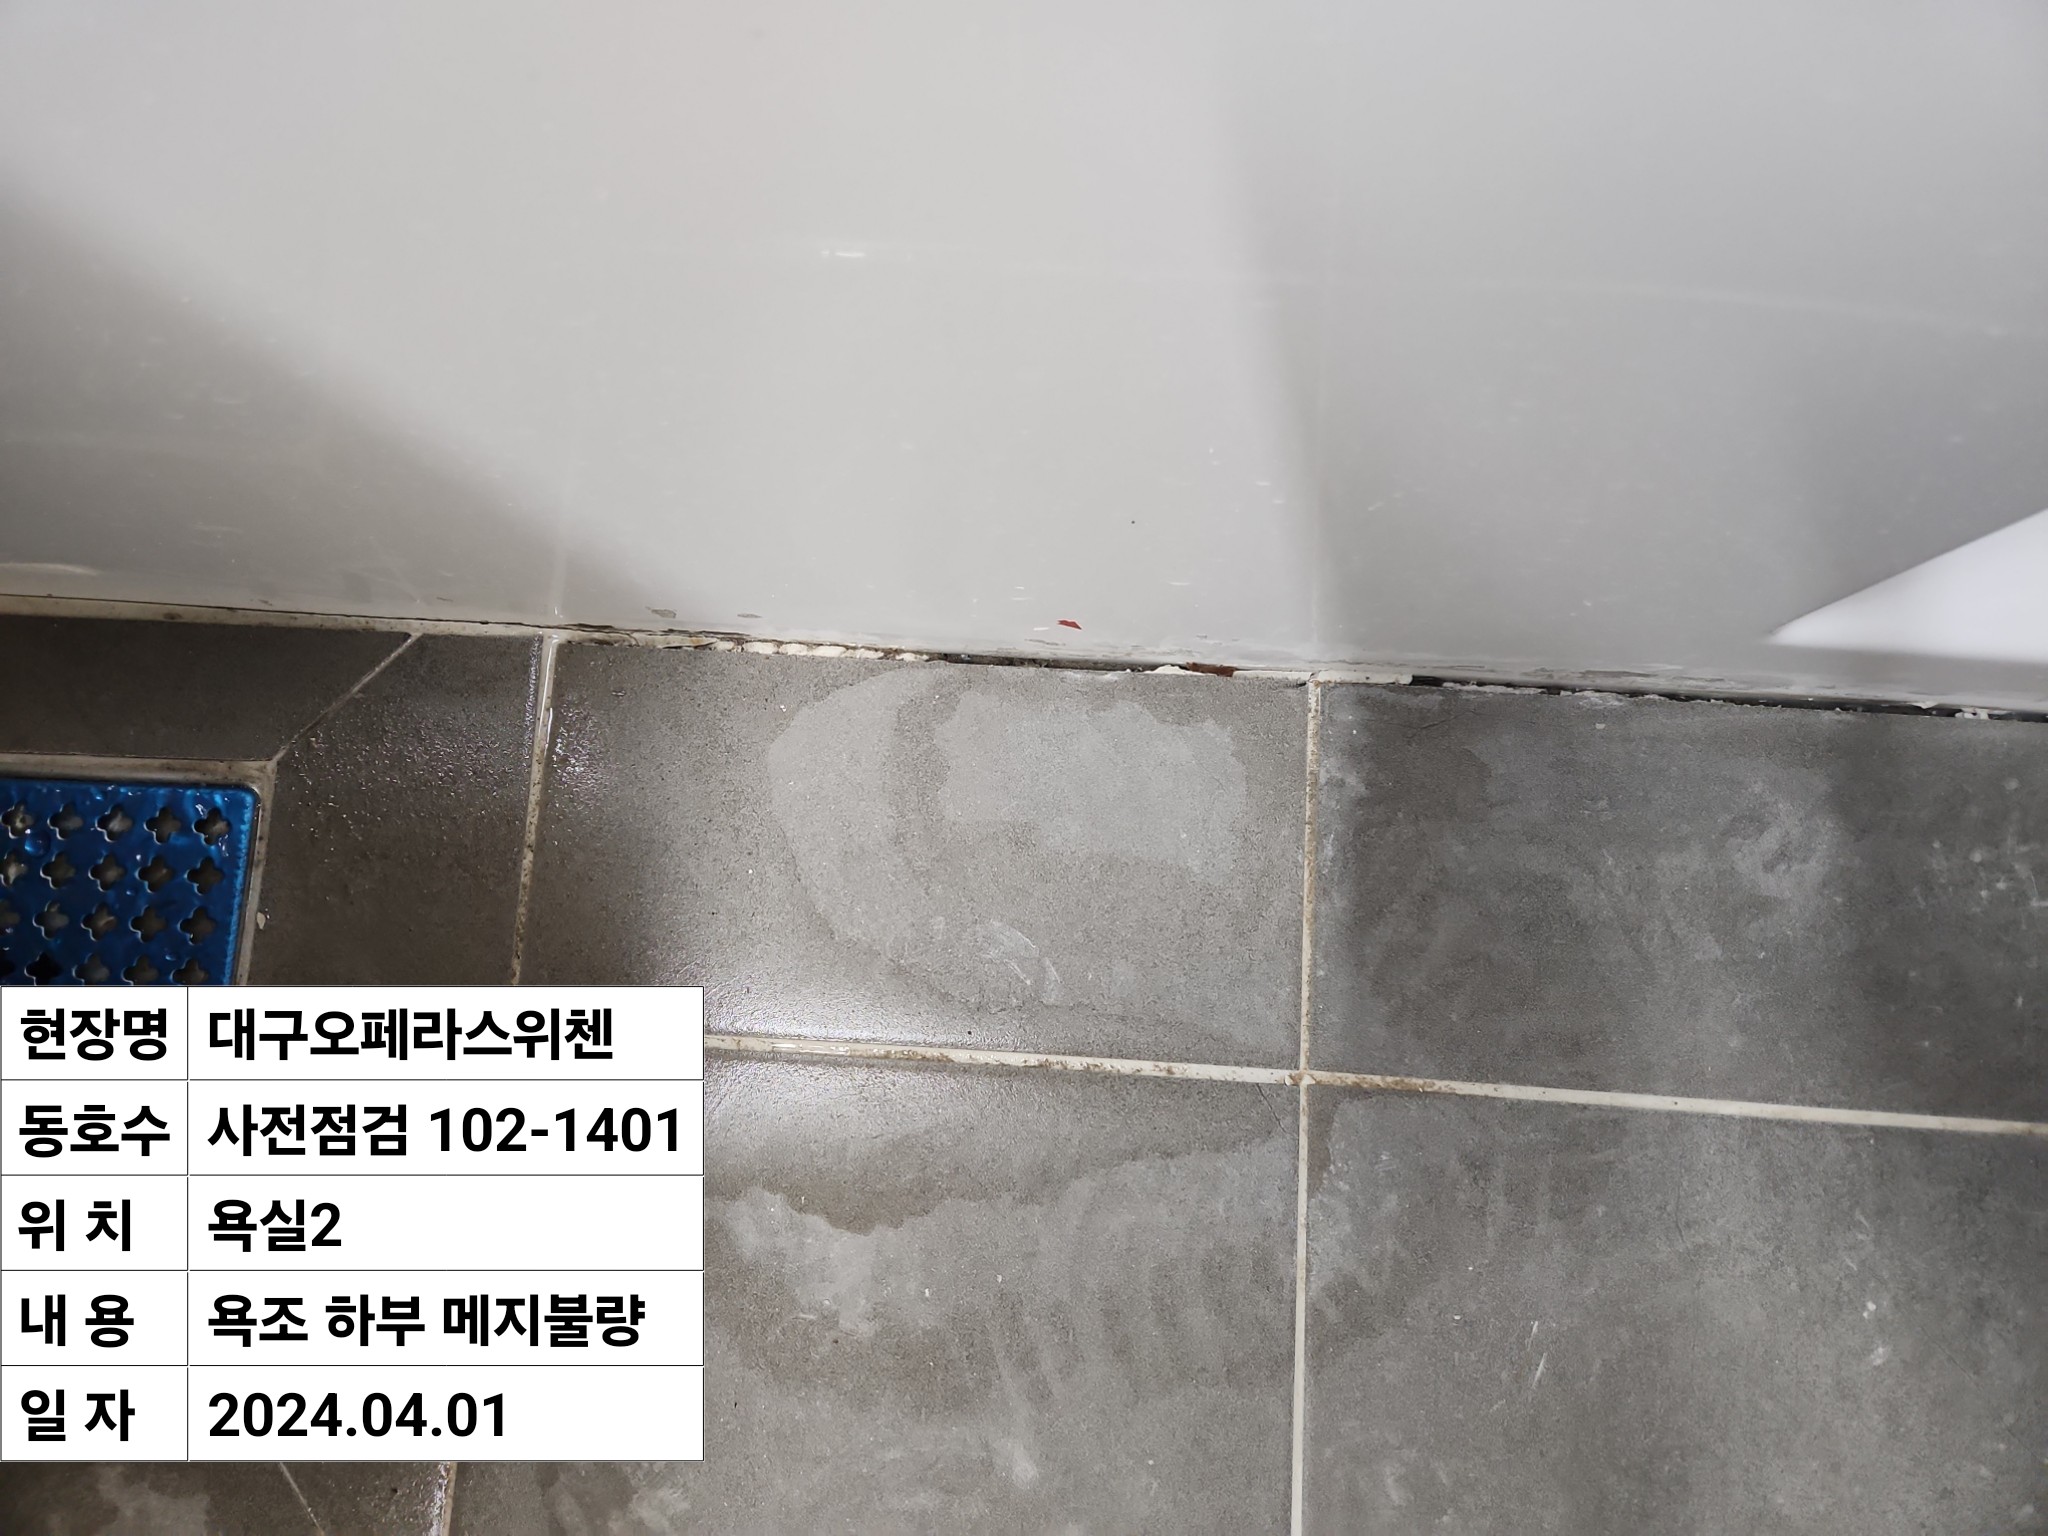 현장명 대구오페라스위첸
동호수 사전점검 102-1401
위 치 욕실2
내 용 욕조 하부 메지불량
일 자 2024.04.01